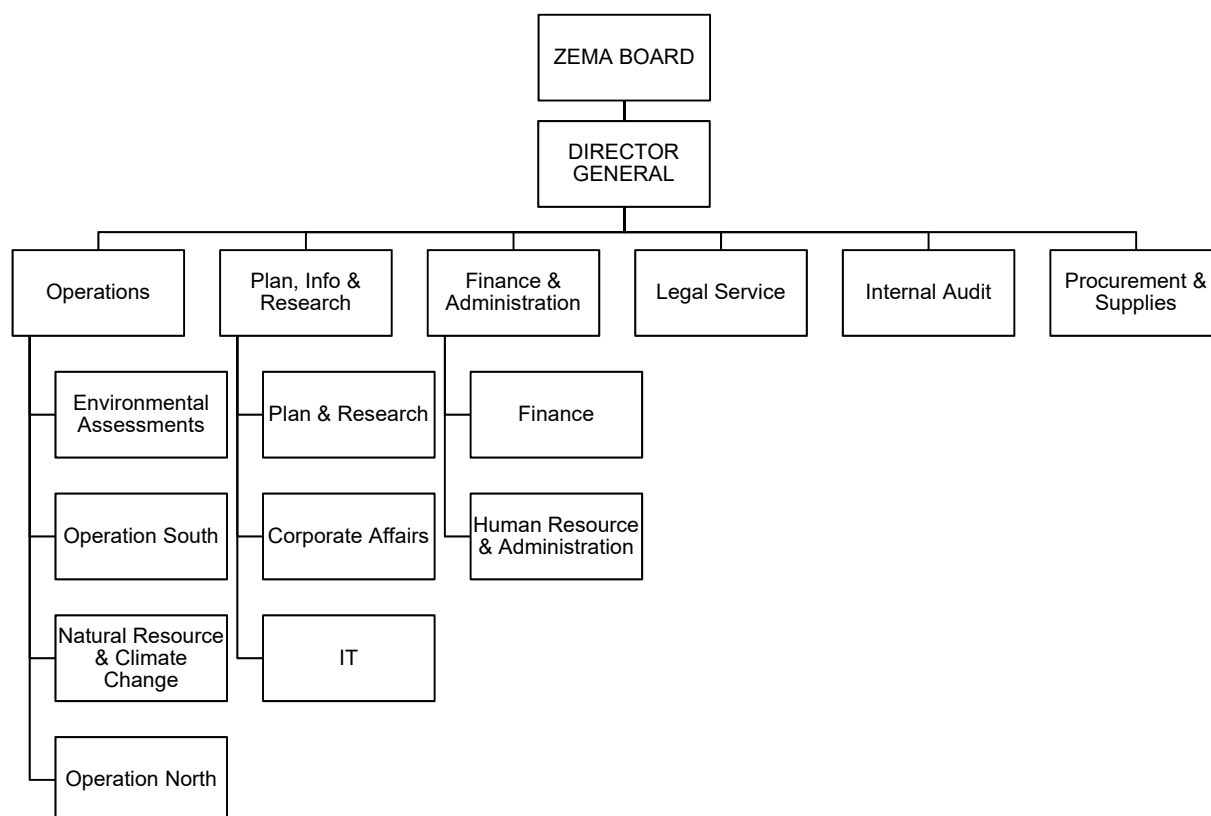 ZEMA BOARD
DIRECTOR
GENERAL
Operations
Plan, Info &
Research
Finance &
Administration
Legal Service
Internal Audit
Procurement &
Supplies
Environmental
Assessments
Plan & Research
Finance
Operation South
Corporate Affairs
Human Resource
& Administration
Natural Resource
& Climate
Change
IT
Operation North